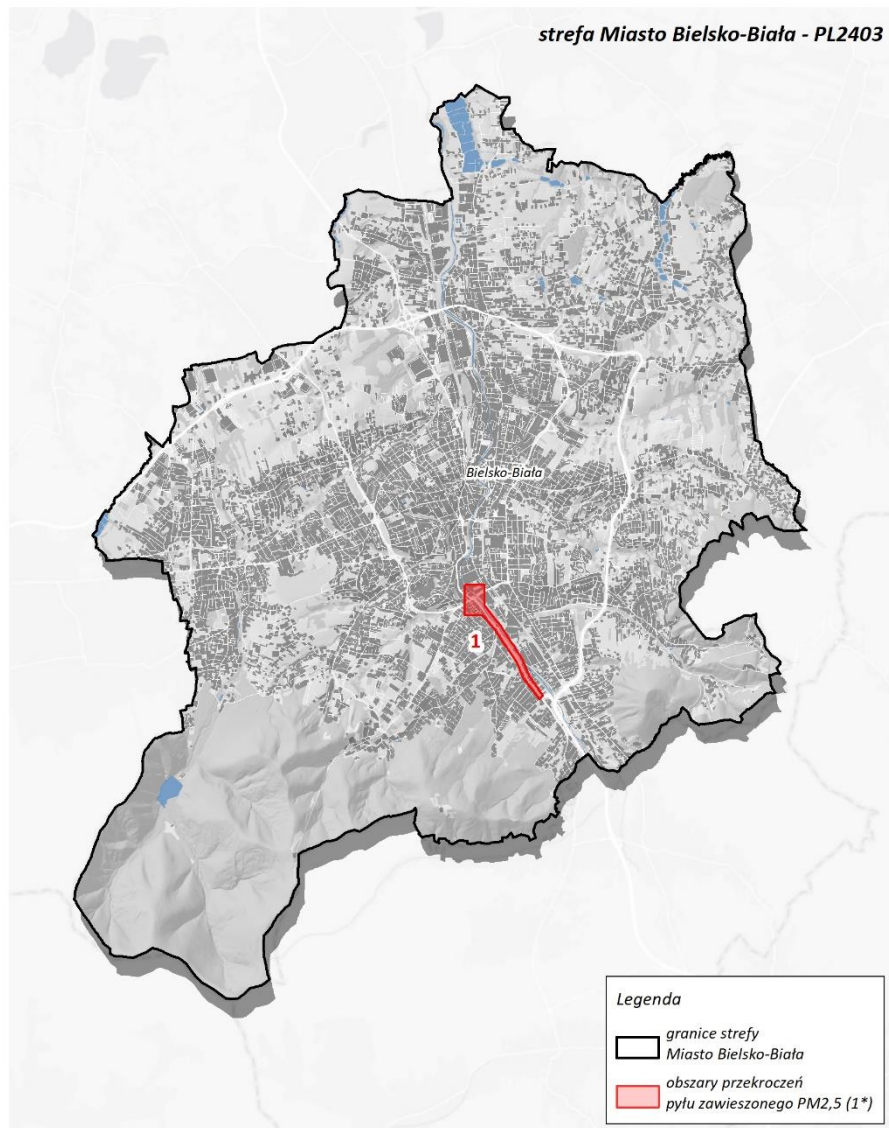 strefa Miasto Bielsko-Biała - PL2403
Bielsko-Biała
1
Legenda
granice strefy
Miasto Bielsko-Biała
obszary przekroczeń
pyłu zawieszonego PM2,5 (1*)